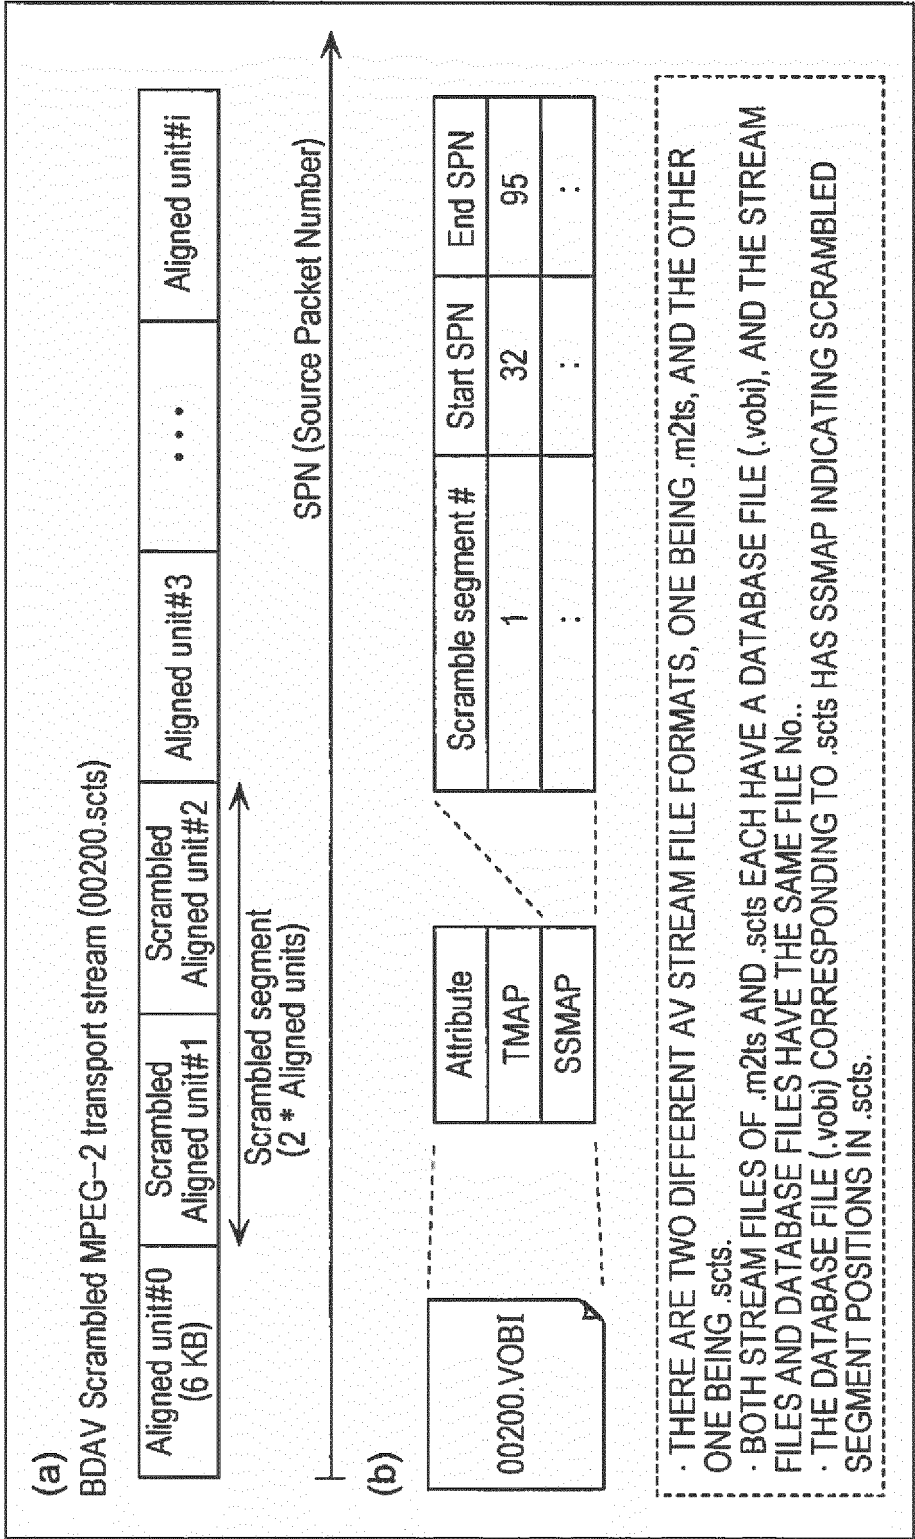 (a)
BDAV Scrambled MPEG-2 transport stream (00200.scts)
Aligned unit#0
(6 KB)
Scrambled
Aligned unit#1
Scrambled
Aligned unit#2
Aligned unit#3
• • •
Aligned unit#i
Scrambled segment
(2 * Aligned units)
SPN (Source Packet Number)
(b)
00200.VOBI
Attribute
TMAP
SSMAP
Scramble segment #
Start SPN
End SPN
1
32
95
:
:
:
· THERE ARE TWO DIFFERENT AV STREAM FILE FORMATS, ONE BEING .m2ts, AND THE OTHER
ONE BEING .scts.
· BOTH STREAM FILES OF .m2ts AND .scts EACH HAVE A DATABASE FILE (.vobi), AND THE STREAM
FILES AND DATABASE FILES HAVE THE SAME FILE No..
· THE DATABASE FILE (.vobi) CORRESPONDING TO .scts HAS SSMAP INDICATING SCRAMBLED
SEGMENT POSITIONS IN .scts.